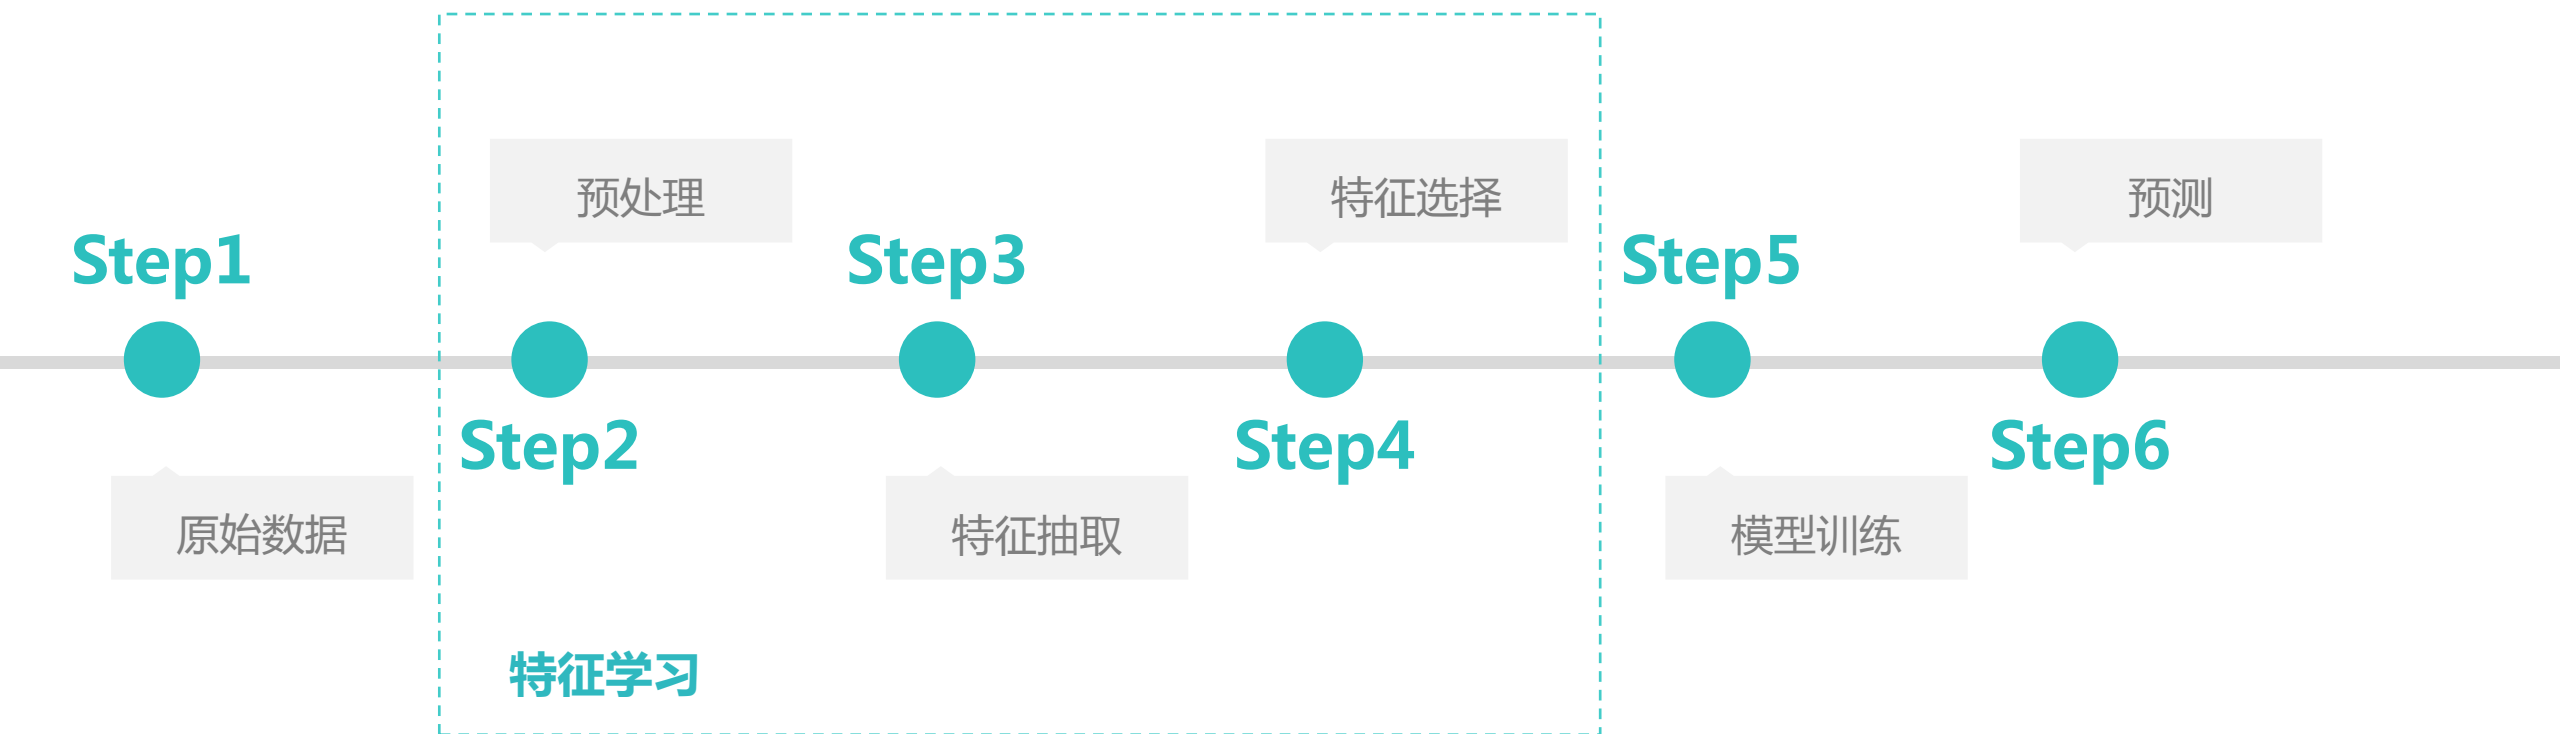 Step1
原始数据
预处理
Step2
Step3
特征抽取
特征选择
Step4
Step5
模型训练
预测
Step6
特征学习